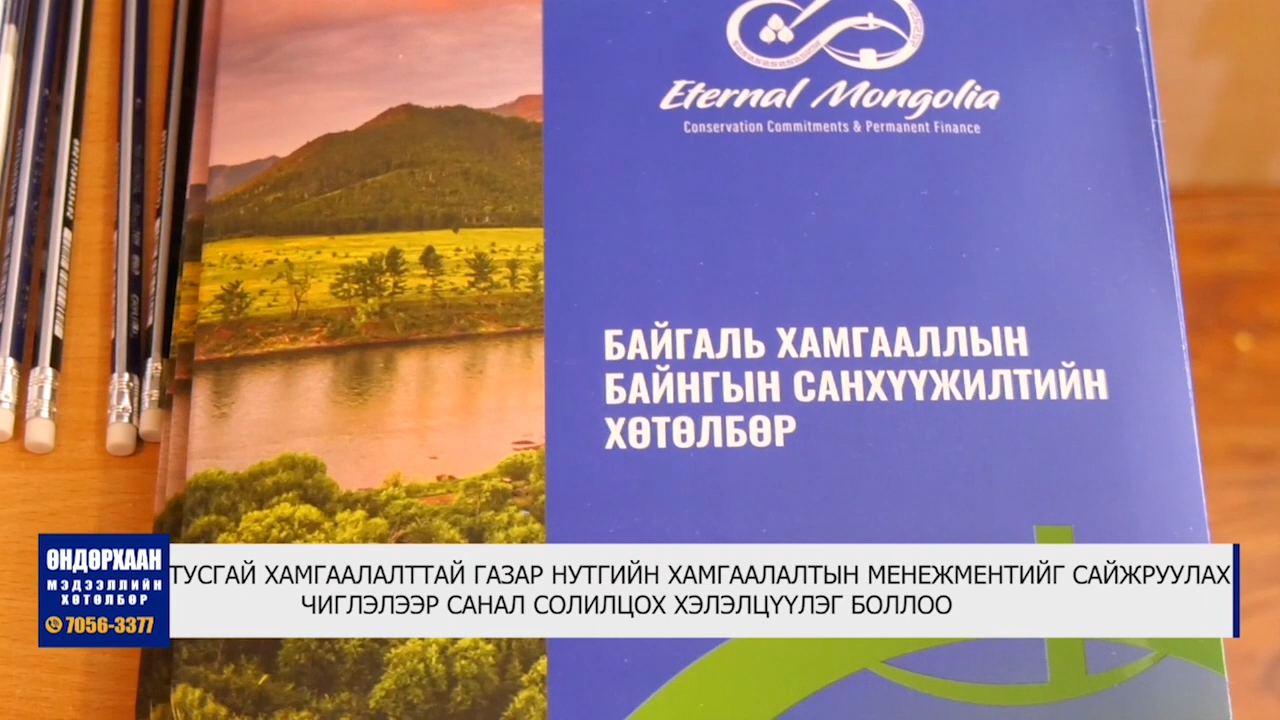 Eternal Mongolia
Conservation Commitments & Permanent Finance
БАЙГАЛЬ ХАМГААЛЛЫН
БАЙНГЫН САНХҮҮЖИЛТИЙН
ХӨТӨЛБӨР
ӨНДӨРХААН
МЭДЭЭЛЛИЙН
ХӨТӨЛБӨР
7056-3377
ТУСГАЙ ХАМГААЛАЛТТАЙ ГАЗАР НУТГИЙН ХАМГААЛАЛТЫН МЕНЕЖМЕНТИЙГ САЙЖРУУЛАХ
ЧИГЛЭЛЭЭР САНАЛ СОЛИЛЦОХ ХЭЛЭЛЦҮҮЛЭГ БОЛЛОО